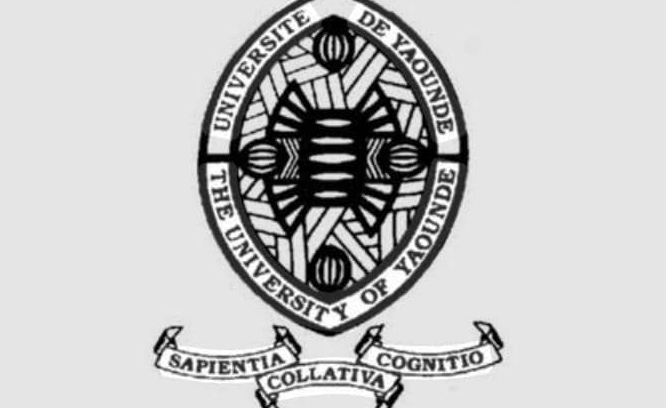 UNIVERSITE DE YAOUNDE
THE UNIVERSITY OF YAOUNDE
SAPIENTIA
COLLATIVA
COGNITIO